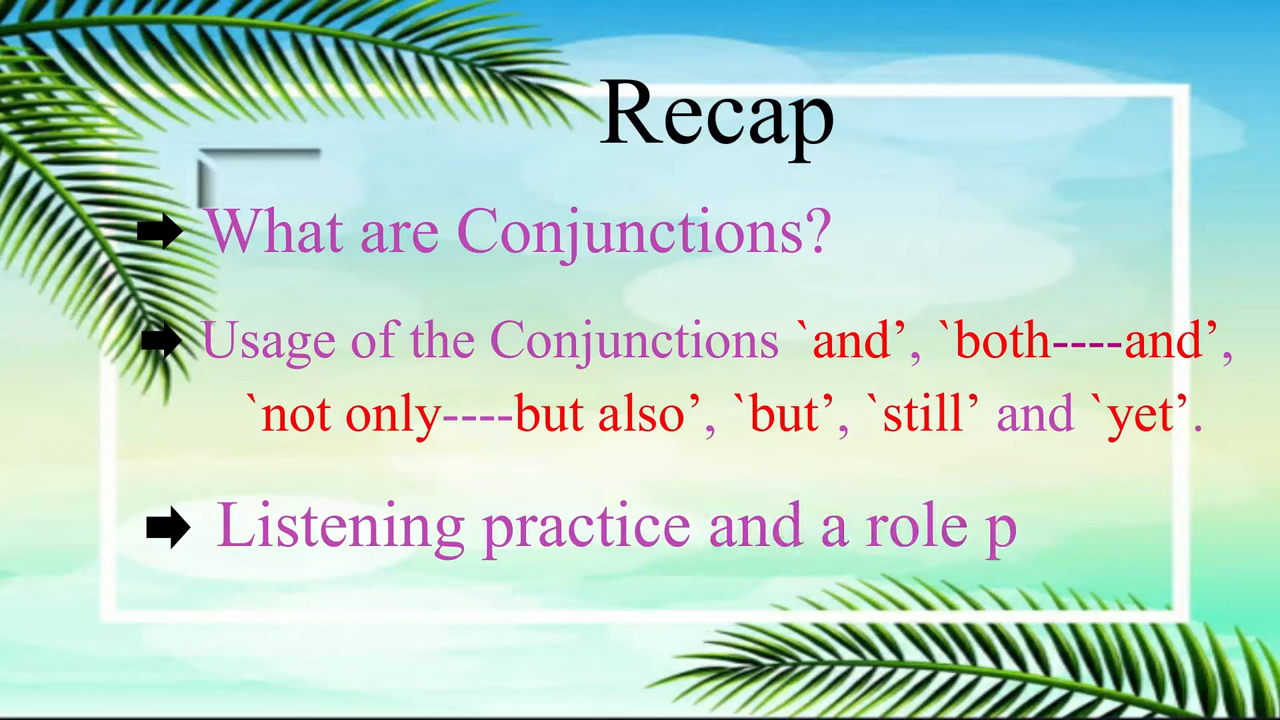 Recap
What are Conjunctions?
Usage of the Conjunctions `and’, `both----and’,
`not only----but also’, `but’, `still’ and `yet’.
Listening practice and a role p